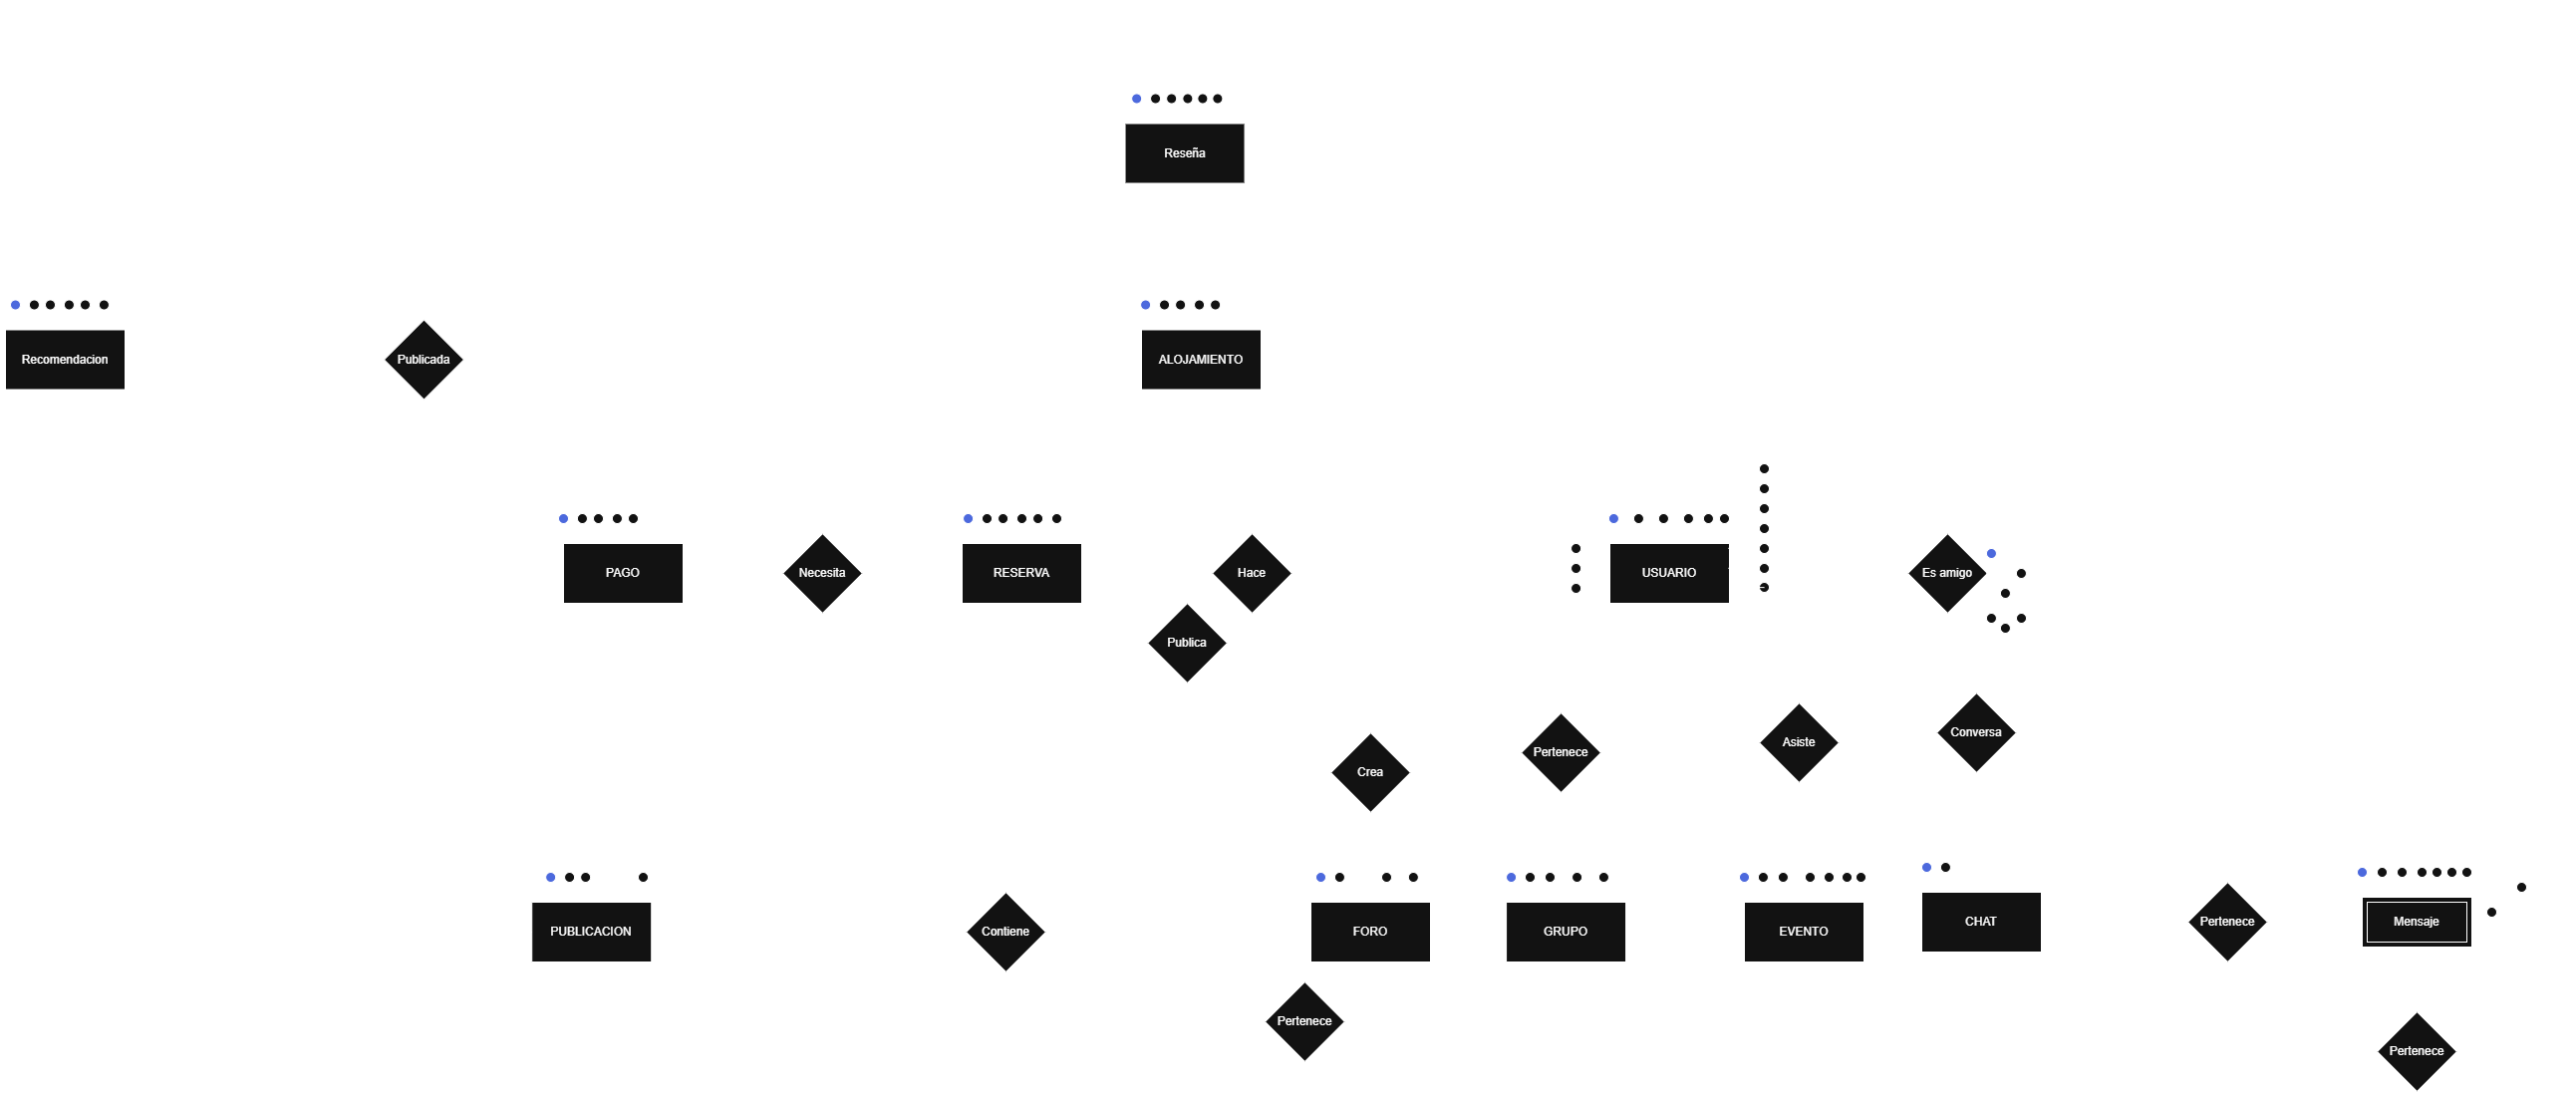 Reseña
Recomendacion
Publicada
ALOJAMIENTO
PAGO
Necesita
RESERVA
Hace
USUARIO
Es amigo
Publica
Crea
Pertenece
Asiste
Conversa
PUBLICACION
Contiene
FORO
GRUPO
EVENTO
CHAT
Pertenece
Mensaje
Pertenece
Pertenece